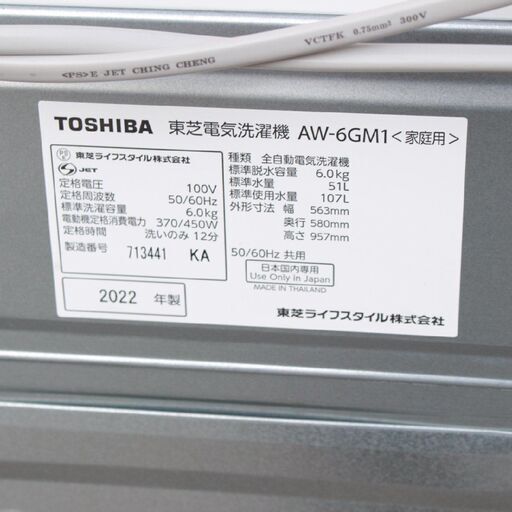 VCTFK 0.75mm² 300V
<PS>E JET CHING CHENG
TOSHIBA 東芝電気洗濯機 AW-6GM1<家庭用>
PS E 東芝ライフスタイル株式会社
S JET
定格電圧 100V
定格周波数 50/60Hz
標準洗濯容量 6.0kg
電動機定格消費電力 370/450W
定格時間 洗いのみ 12分
製造番号 713441 KA
2022 年製
種類 全自動電気洗濯機
標準脱水容量 6.0kg
標準水量 51L
標準使用水量 107L
外形寸法 幅 563mm
奥行 580mm
高さ 957mm
50/60Hz 共用
日本国内専用
Use Only in Japan
MADE IN THAILAND
東芝ライフスタイル株式会社